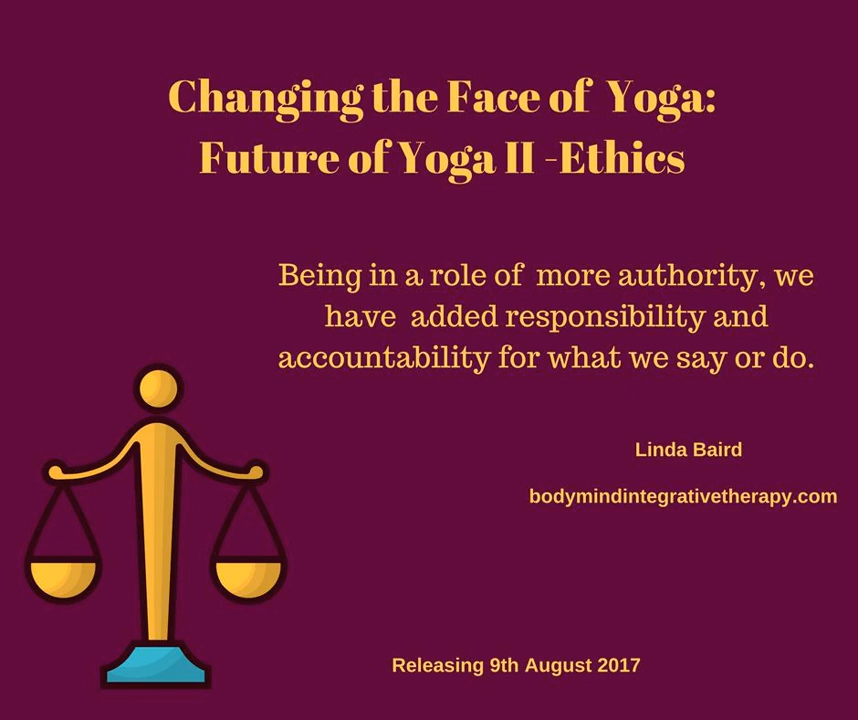 Changing the Face of Yoga:
Future of Yoga II -Ethics
Being in a role of more authority, we
have added responsibility and
accountability for what we say or do.
Linda Baird
bodymindintegrativetherapy.com
Releasing 9th August 2017